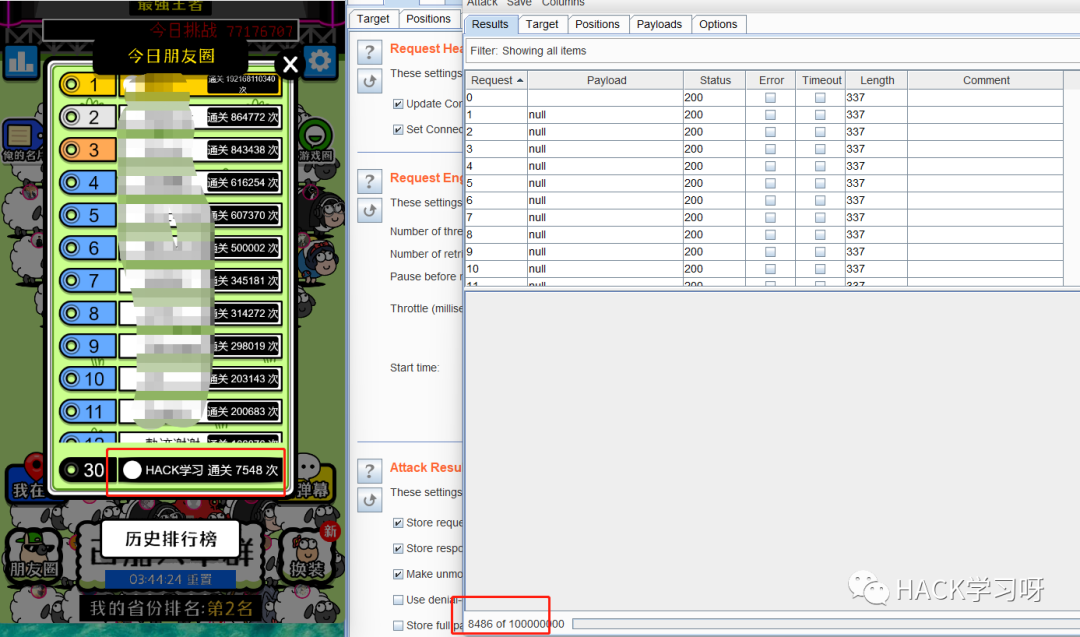 最强王者
今日挑战 77176707
今日朋友圈
俺的名片
游戏圈
1 通关 192168110340 次
2 通关 864772 次
3 通关 843438 次
4 通关 616254 次
5 通关 607370 次
6 通关 500002 次
7 通关 345181 次
8 通关 314272 次
9 通关 298019 次
10 通关 203143 次
11 通关 200683 次
12
30 HACK学习 通关 7548 次
我在
弹幕
历史排行榜
新
朋友圈
换装
03:44:24 重置
我的省份排名:第2名
Target Positions
Request Hea
These settings
Update Con
Set Connec
Request Eng
These settings
Number of thre
Number of retri
Pause before r
Throttle (millise
Start time:
Attack Resu
These settings
Store reque
Store respo
Make unmo
Use denial-
Store full pa
Attack Save Columns
Results Target Positions Payloads Options
Filter: Showing all items
Request Payload Status Error Timeout Length Comment
0 200 337
1 null 200 337
2 null 200 337
3 null 200 337
4 null 200 337
5 null 200 337
6 null 200 337
7 null 200 337
8 null 200 337
9 null 200 337
10 null 200 337
11 null 200 337
8486 of 100000000
HACK学习呀